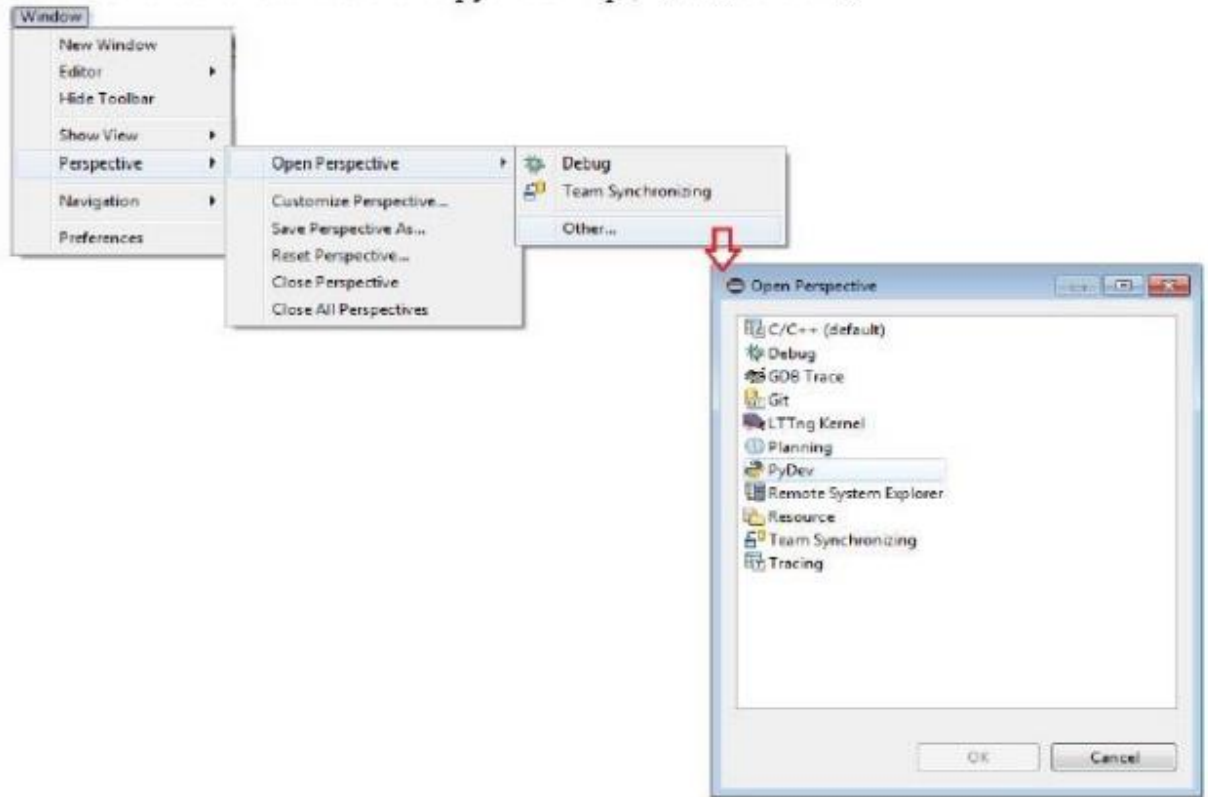 Window
New Window
Editor
Hide Toolbar
Show View
Perspective
Navigation
Preferences
Open Perspective
Customize Perspective...
Save Perspective As...
Reset Perspective...
Close Perspective
Close All Perspectives
Debug
Team Synchronizing
Other...
Open Perspective
C/C++ (default)
Debug
GDB Trace
Git
LTTng Kernel
Planning
PyDev
Remote System Explorer
Resource
Team Synchronizing
Tracing
OK
Cancel